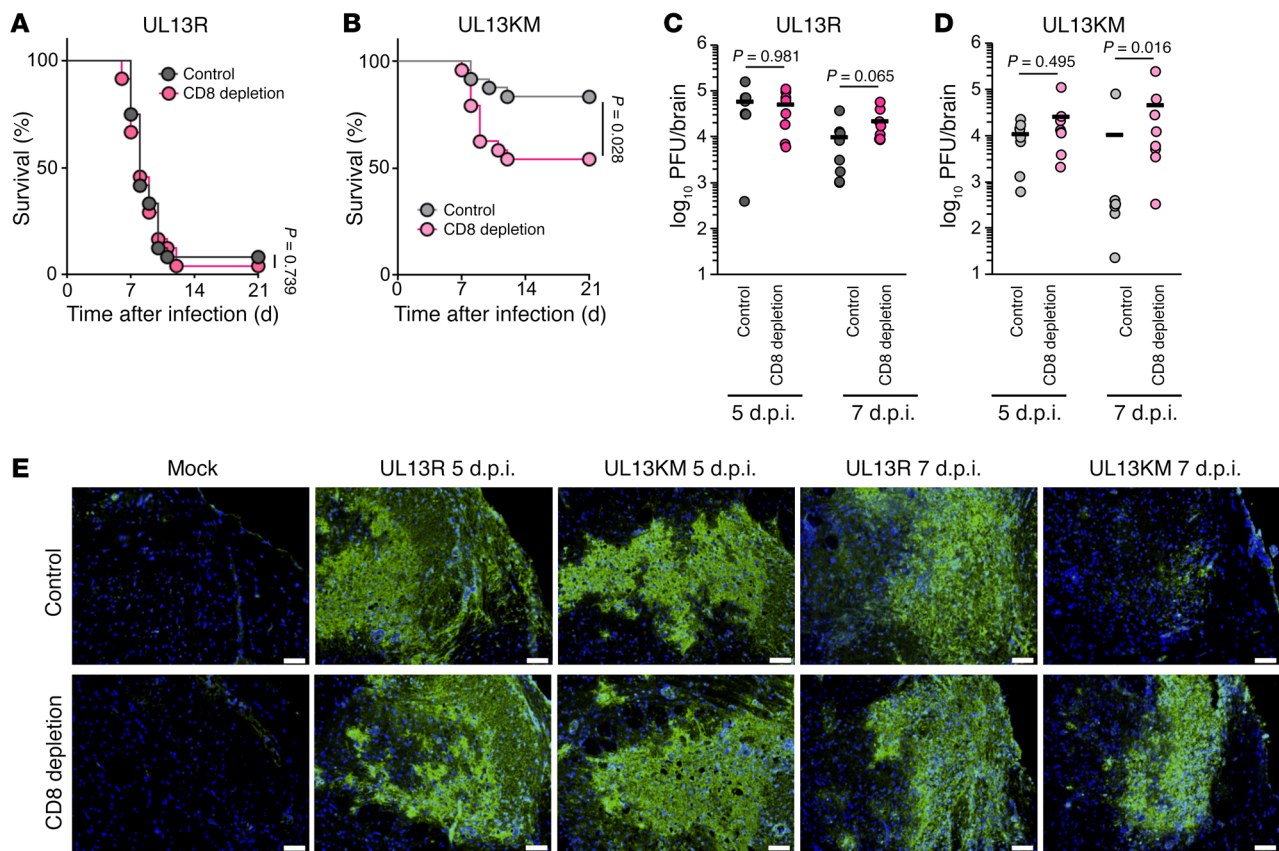 A
UL13R
100
50
0
Survival (%)
Control
CD8 depletion
P = 0.739
0 7 14 21
Time after infection (d)
B
UL13KM
100
50
0
Survival (%)
Control
CD8 depletion
P = 0.028
0 7 14 21
Time after infection (d)
C
UL13R
log10 PFU/brain
6
5
4
3
2
1
P = 0.981
P = 0.065
Control
CD8 depletion
Control
CD8 depletion
5 d.p.i.
7 d.p.i.
D
UL13KM
log10 PFU/brain
6
5
4
3
2
1
P = 0.495
P = 0.016
Control
CD8 depletion
Control
CD8 depletion
5 d.p.i.
7 d.p.i.
E
Mock
UL13R 5 d.p.i.
UL13KM 5 d.p.i.
UL13R 7 d.p.i.
UL13KM 7 d.p.i.
Control
CD8 depletion